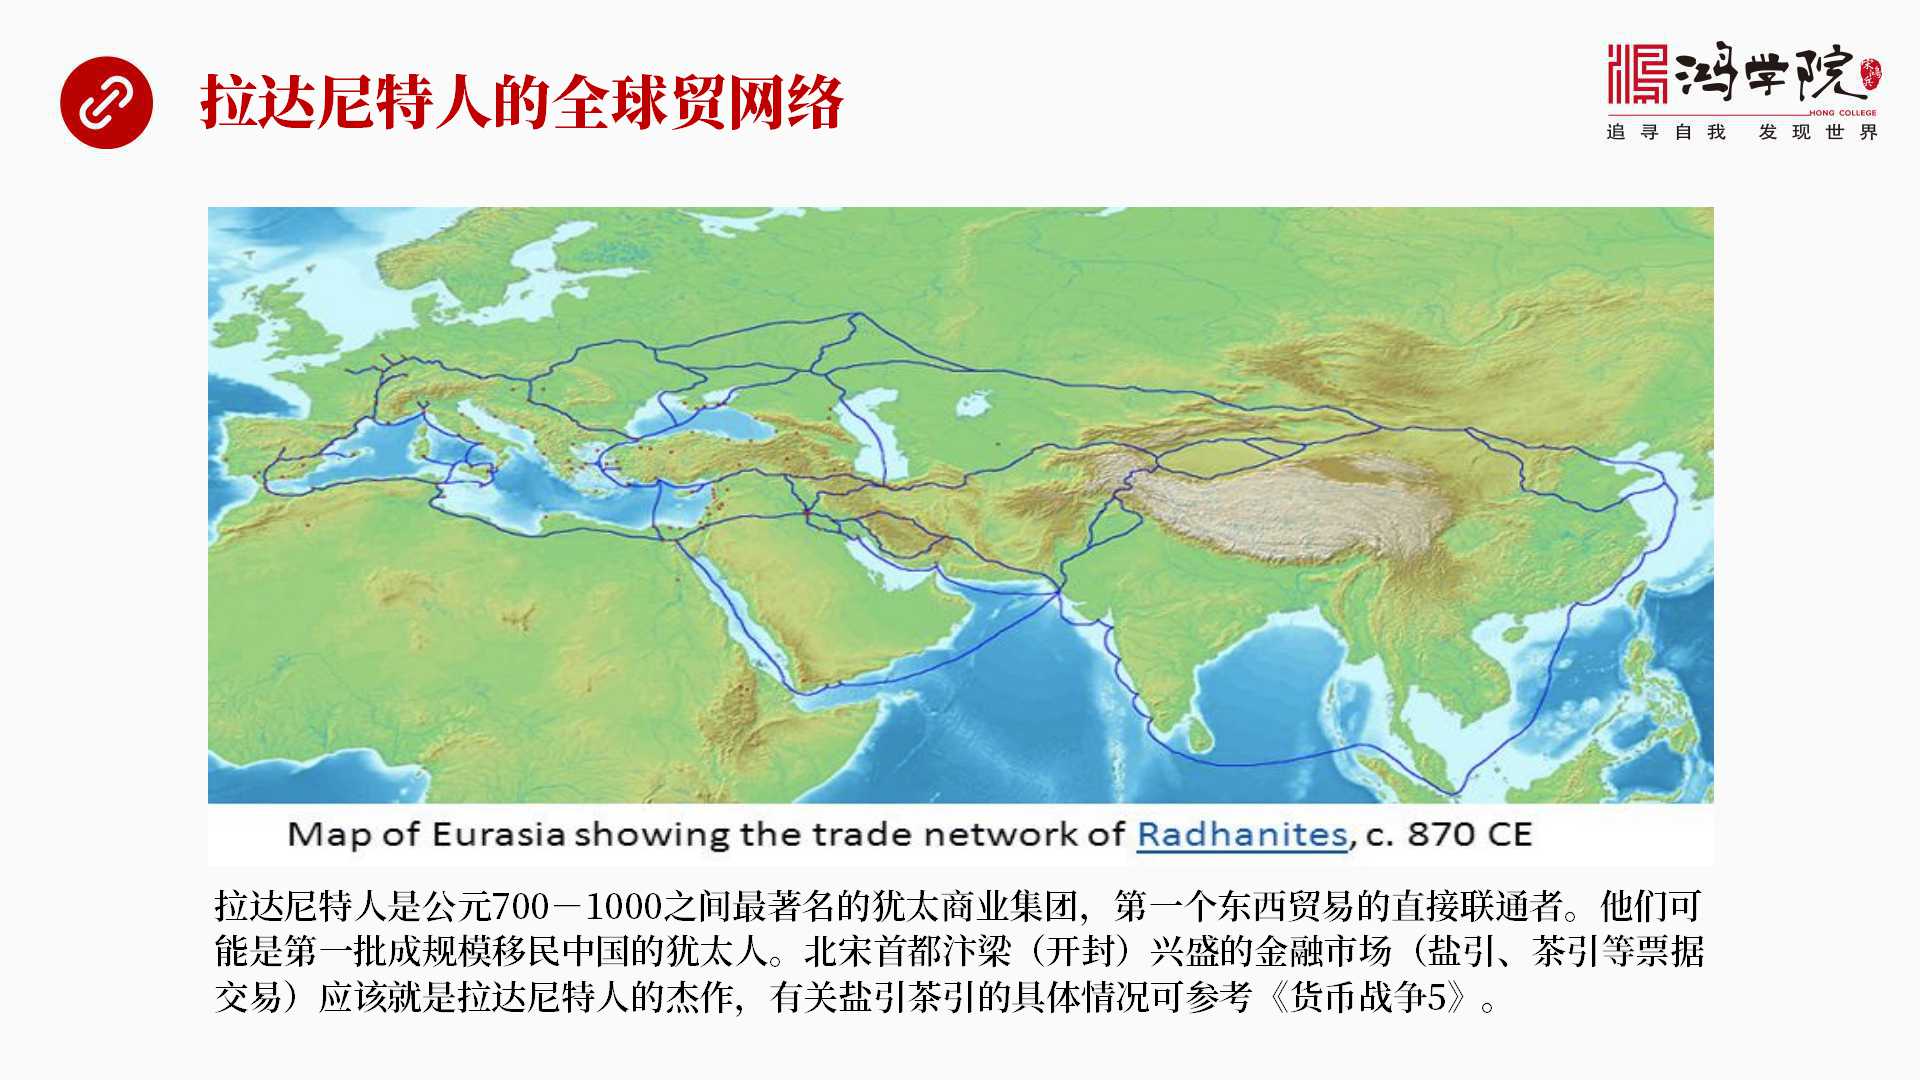 拉达尼特人的全球贸网络
鸿学院
宋鸿兵
HONG COLLEGE
追寻自我 发现世界
Map of Eurasia showing the trade network of Radhanites, c. 870 CE
拉达尼特人是公元700－1000之间最著名的犹太商业集团，第一个东西贸易的直接联通者。他们可
能是第一批成规模移民中国的犹太人。北宋首都汴梁（开封）兴盛的金融市场（盐引、茶引等票据
交易）应该就是拉达尼特人的杰作，有关盐引茶引的具体情况可参考《货币战争5》。